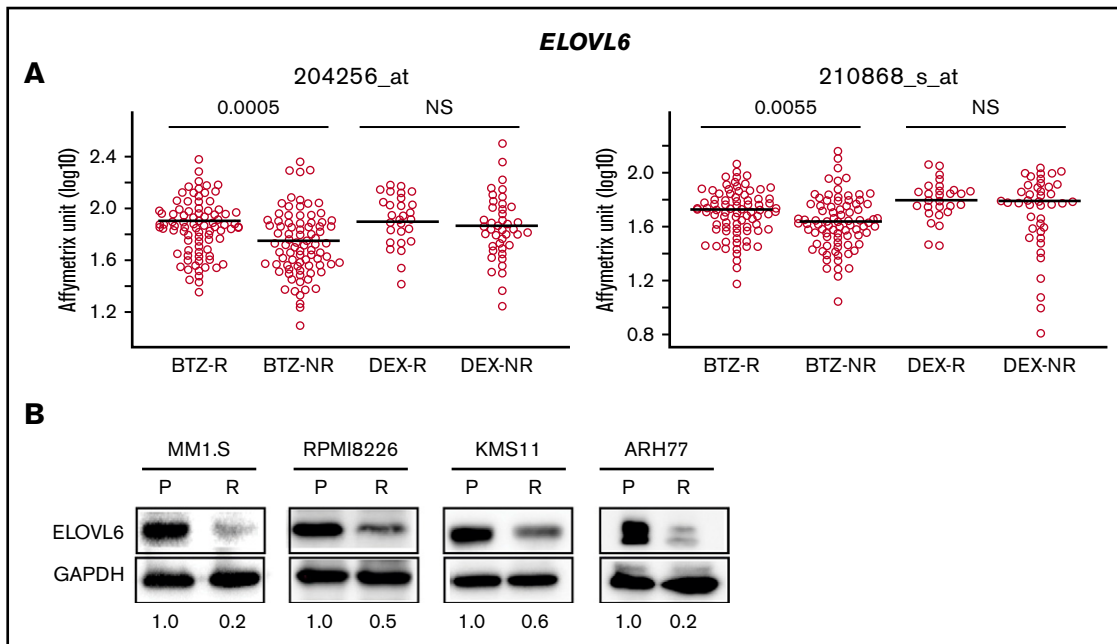 ELOVL6
A
204256_at
0.0005 NS
Affymetrix unit (log10)
2.4
2.0
1.6
1.2
BTZ-R BTZ-NR DEX-R DEX-NR
210868_s_at
0.0055 NS
Affymetrix unit (log10)
2.0
1.6
1.2
0.8
BTZ-R BTZ-NR DEX-R DEX-NR
B
MM1.S RPMI8226 KMS11 ARH77
P R P R P R P R
ELOVL6
GAPDH
1.0 0.2 1.0 0.5 1.0 0.6 1.0 0.2